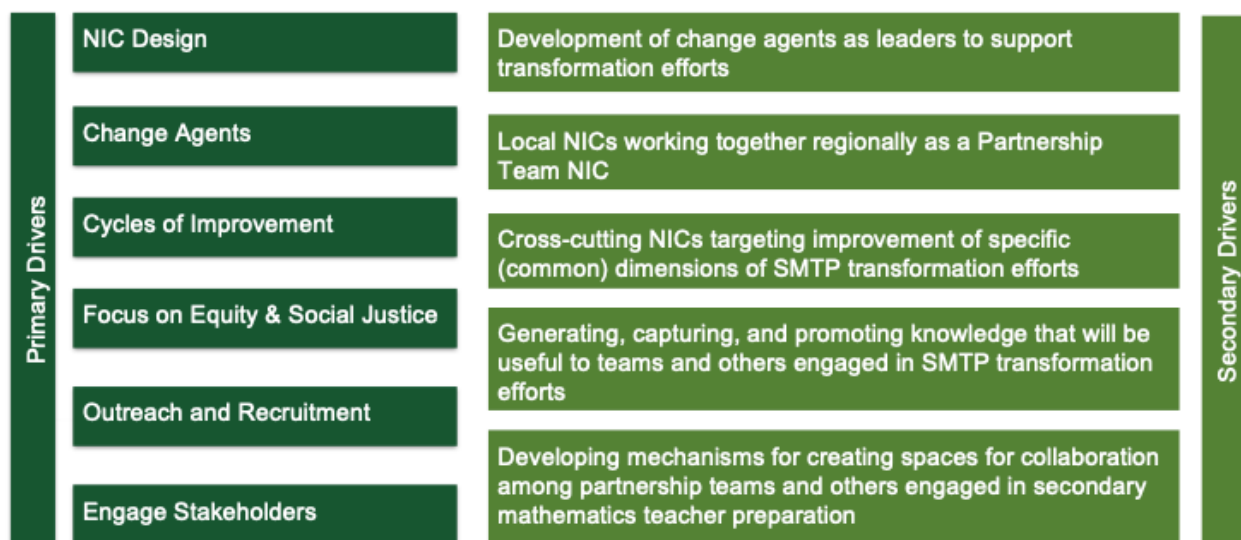 Primary Drivers
NIC Design
Change Agents
Cycles of Improvement
Focus on Equity & Social Justice
Outreach and Recruitment
Engage Stakeholders
Development of change agents as leaders to support
transformation efforts
Local NICs working together regionally as a Partnership
Team NIC
Cross-cutting NICs targeting improvement of specific
(common) dimensions of SMTP transformation efforts
Generating, capturing, and promoting knowledge that will be
useful to teams and others engaged in SMTP transformation
efforts
Developing mechanisms for creating spaces for collaboration
among partnership teams and others engaged in secondary
mathematics teacher preparation
Secondary Drivers